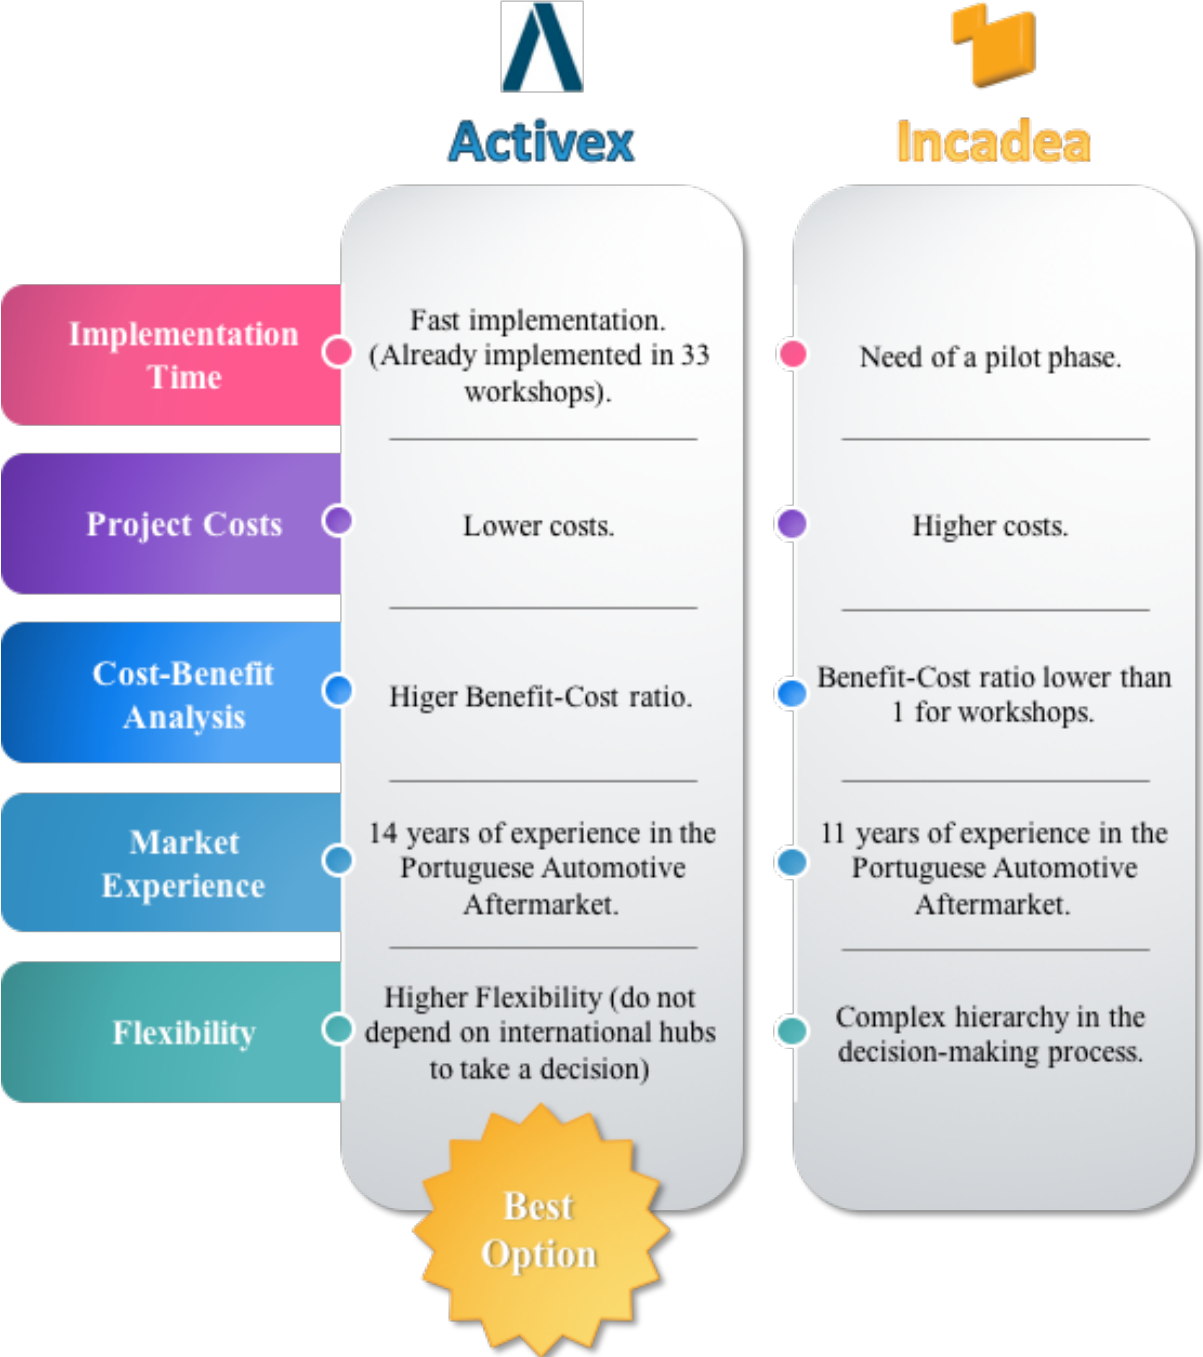 Activex
Incadea
Implementation
Time
Fast implementation.
(Already implemented in 33
workshops).
Need of a pilot phase.
Project Costs
Lower costs.
Higher costs.
Cost-Benefit
Analysis
Higer Benefit-Cost ratio.
Benefit-Cost ratio lower than
1 for workshops.
Market
Experience
14 years of experience in the
Portuguese Automotive
Aftermarket.
11 years of experience in the
Portuguese Automotive
Aftermarket.
Flexibility
Higher Flexibility (do not
depend on international hubs
to take a decision)
Complex hierarchy in the
decision-making process.
Best
Option